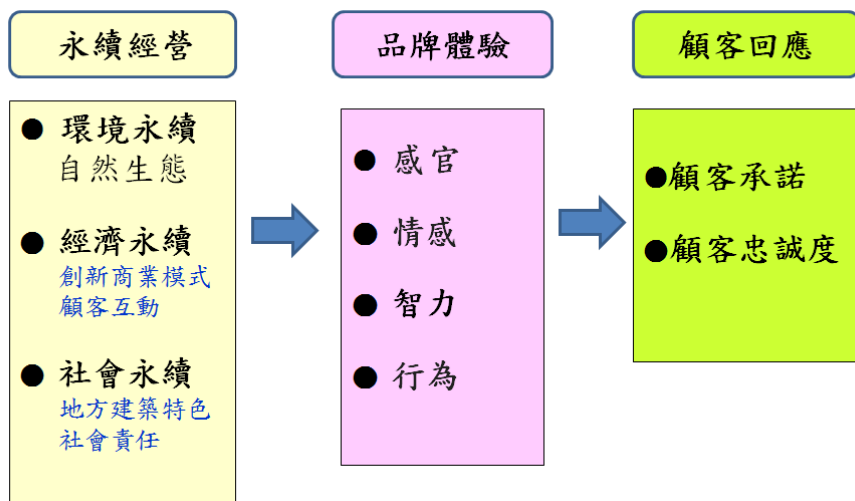 永續經營
品牌體驗
顧客回應
● 環境永續
自然生態
● 經濟永續
創新商業模式
顧客互動
● 社會永續
地方建築特色
社會責任
● 感官
● 情感
● 智力
● 行為
●顧客承諾
●顧客忠誠度